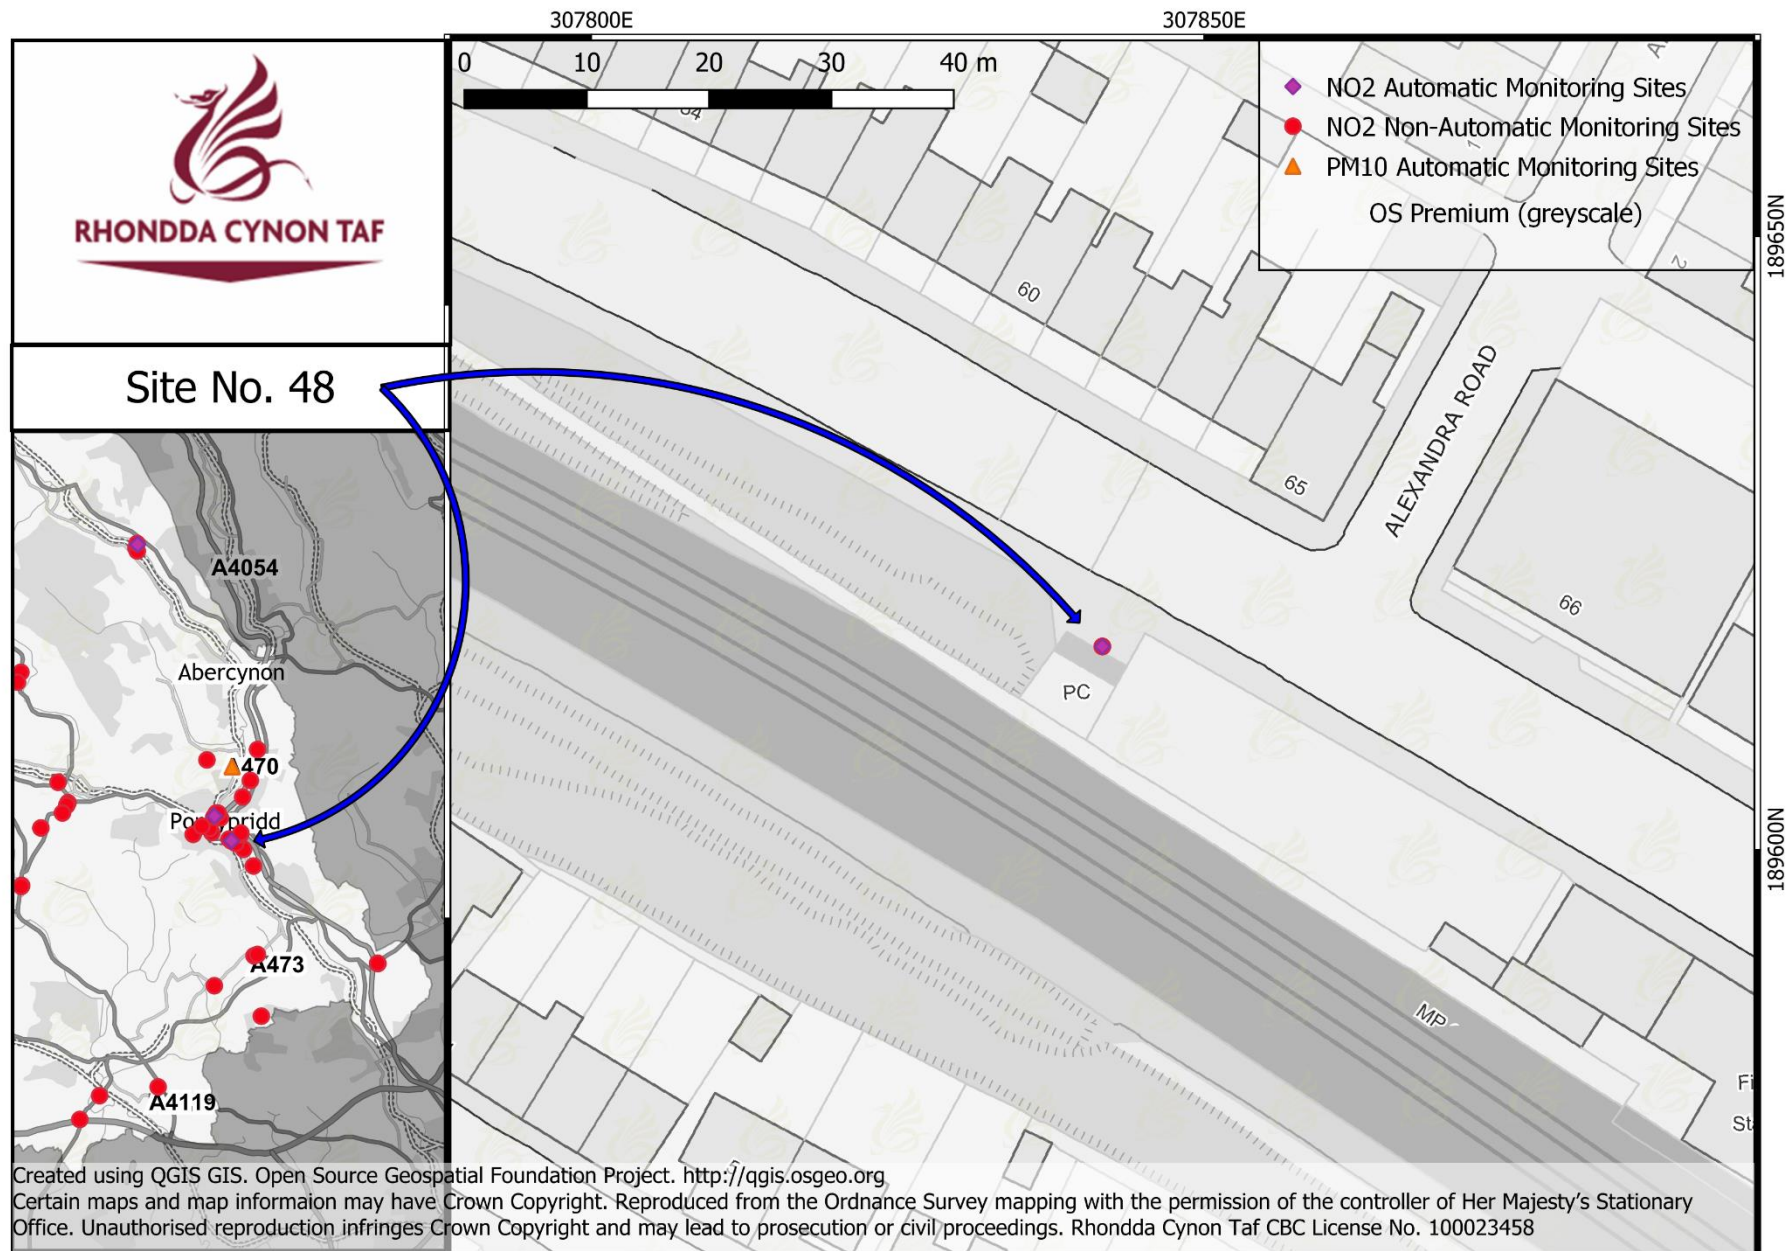 307800E
307850E
RHONDDA CYNON TAF
Site No. 48
0 10 20 30 40 m
NO2 Automatic Monitoring Sites
NO2 Non-Automatic Monitoring Sites
PM10 Automatic Monitoring Sites
OS Premium (greyscale)
189650N
189600N
60
65
66
1
2
ALEXANDRA ROAD
PC
MP
A4054
Abercynon
A470
Pontypridd
A473
A4119
Created using QGIS GIS. Open Source Geospatial Foundation Project. http://qgis.osgeo.org
Certain maps and map informaion may have Crown Copyright. Reproduced from the Ordnance Survey mapping with the permission of the controller of Her Majesty's Stationary
Office. Unauthorised reproduction infringes Crown Copyright and may lead to prosecution or civil proceedings. Rhondda Cynon Taf CBC License No. 100023458